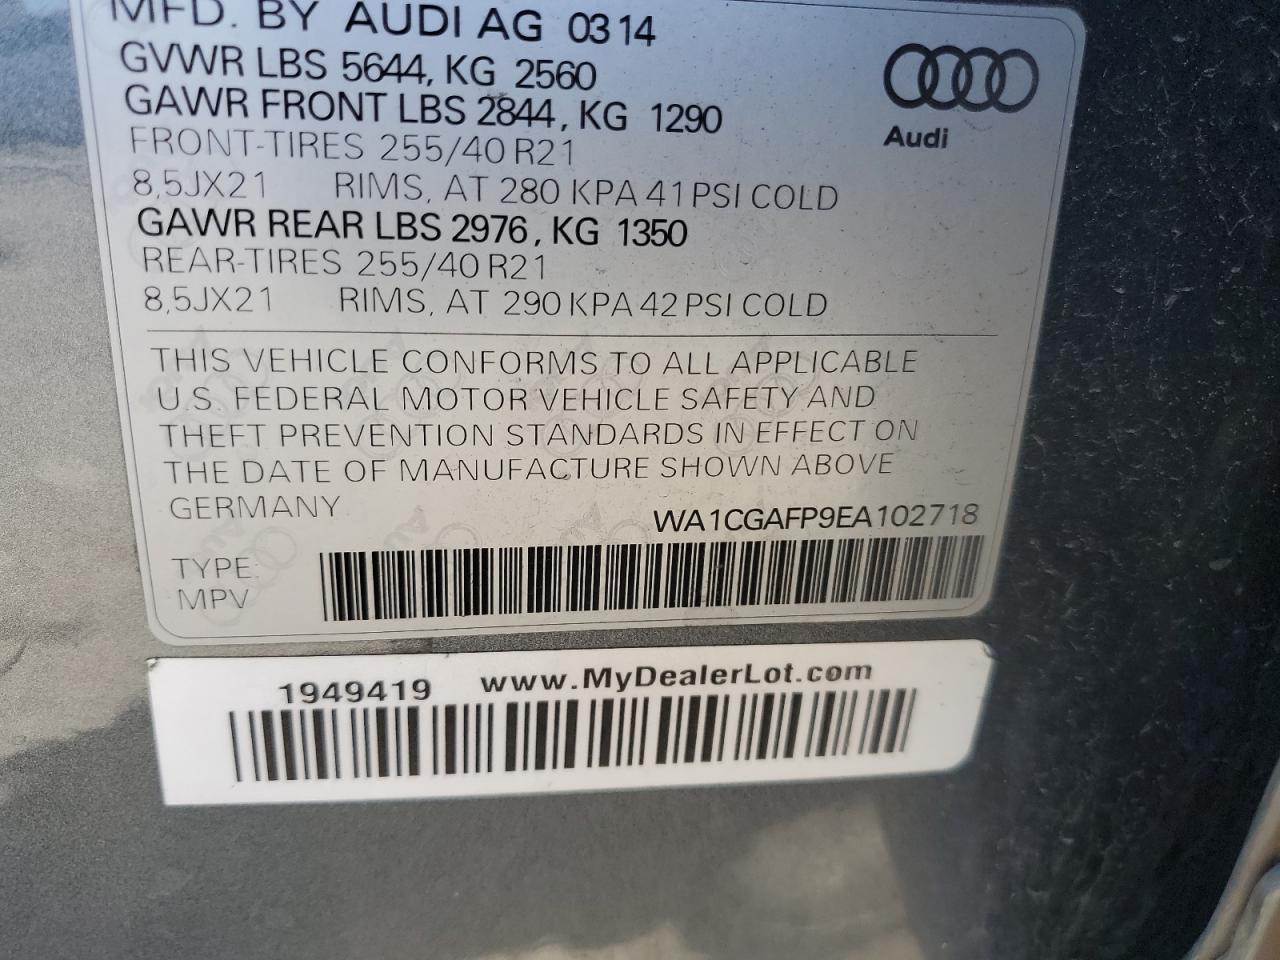 MFD. BY AUDI AG 03 14
GVWR LBS 5644, KG 2560
GAWR FRONT LBS 2844, KG 1290
FRONT-TIRES 255/40 R21
8,5JX21 RIMS, AT 280 KPA 41 PSI COLD
GAWR REAR LBS 2976, KG 1350
REAR-TIRES 255/40 R21
8,5JX21 RIMS, AT 290 KPA 42 PSI COLD
Audi
THIS VEHICLE CONFORMS TO ALL APPLICABLE
U.S. FEDERAL MOTOR VEHICLE SAFETY AND
THEFT PREVENTION STANDARDS IN EFFECT ON
THE DATE OF MANUFACTURE SHOWN ABOVE
GERMANY
WA1CGAFP9EA102718
TYPE:
MPV
1949419 www.MyDealerLot.com